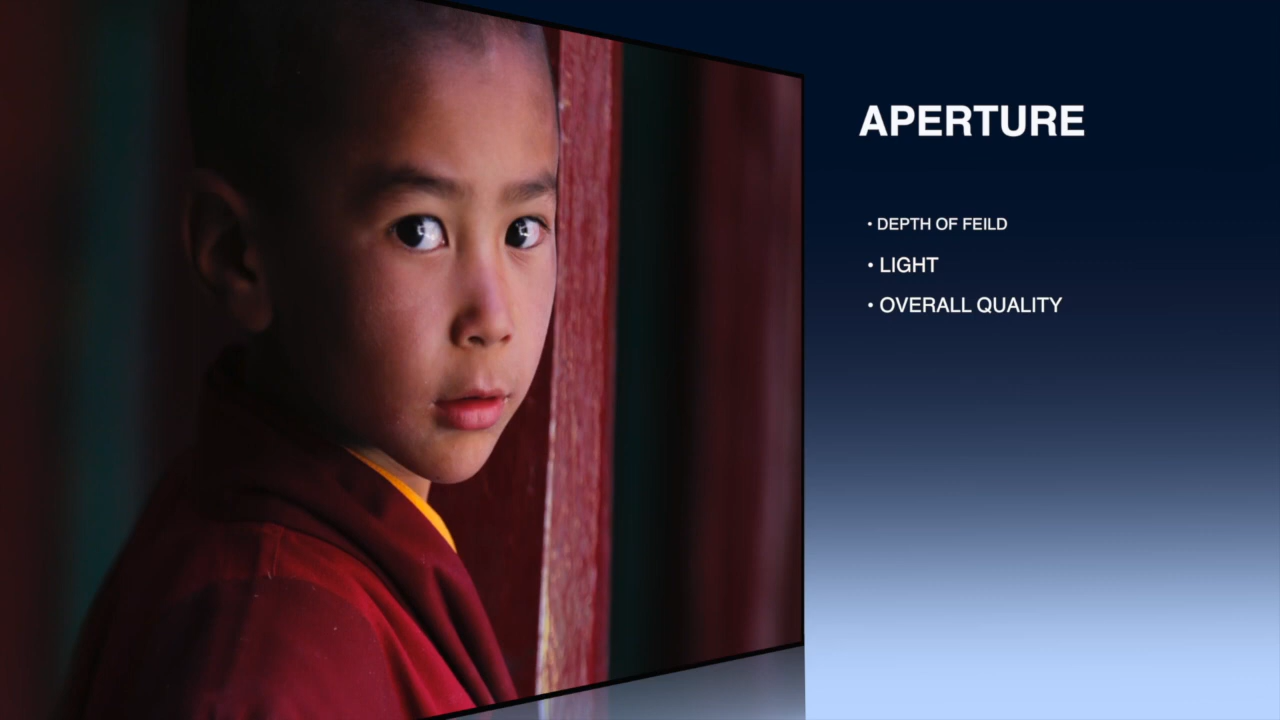 APERTURE
• DEPTH OF FEILD
• LIGHT
• OVERALL QUALITY